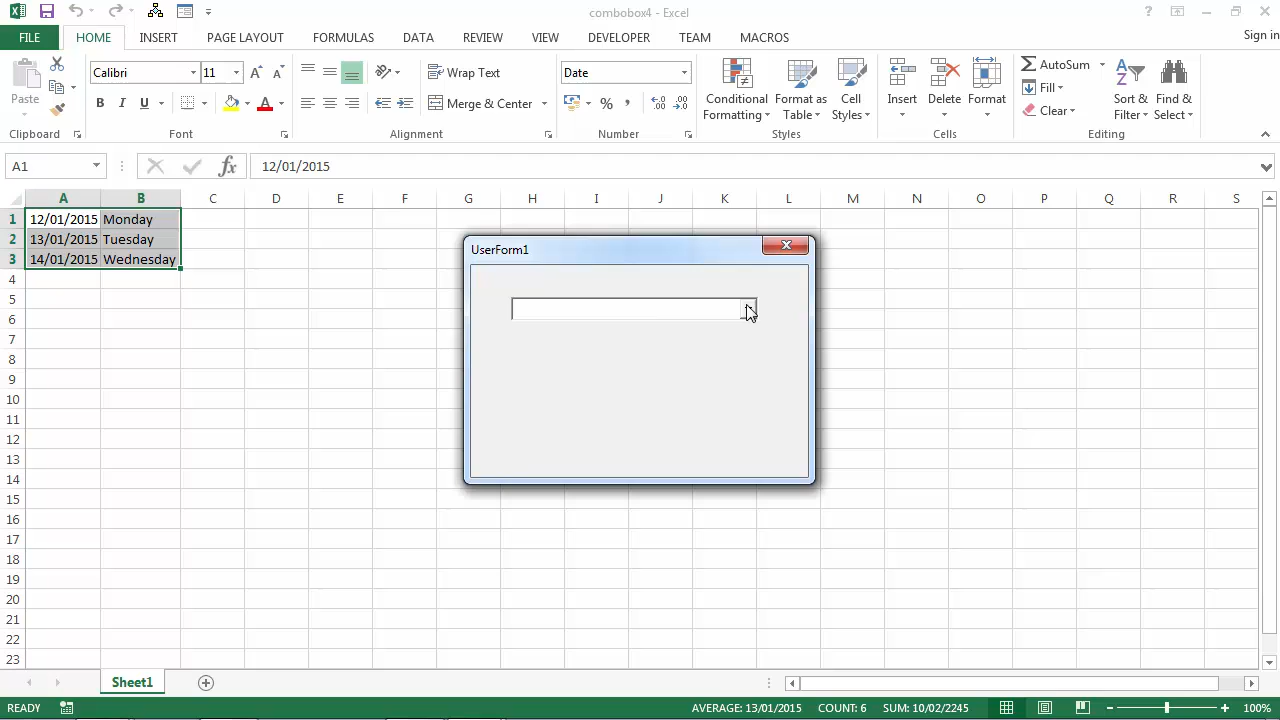 combobox4 - Excel
FILE HOME INSERT PAGE LAYOUT FORMULAS DATA REVIEW VIEW DEVELOPER TEAM MACROS Sign in
Paste
Calibri 11
B I U A
Wrap Text
Merge & Center
Date
% ,
Conditional Formatting
Format as Table
Cell Styles
Insert Delete Format
AutoSum
Fill
Clear
Sort & Filter
Find & Select
Clipboard Font Alignment Number Styles Cells Editing
A1 fx 12/01/2015
A B C D E F G H I J K L M N O P Q R S
1 12/01/2015 Monday
2 13/01/2015 Tuesday
3 14/01/2015 Wednesday
4
5
6
7
8
9
10
11
12
13
14
15
16
17
18
19
20
21
22
23
UserForm1
Sheet1
READY AVERAGE: 13/01/2015 COUNT: 6 SUM: 10/02/2245 100%